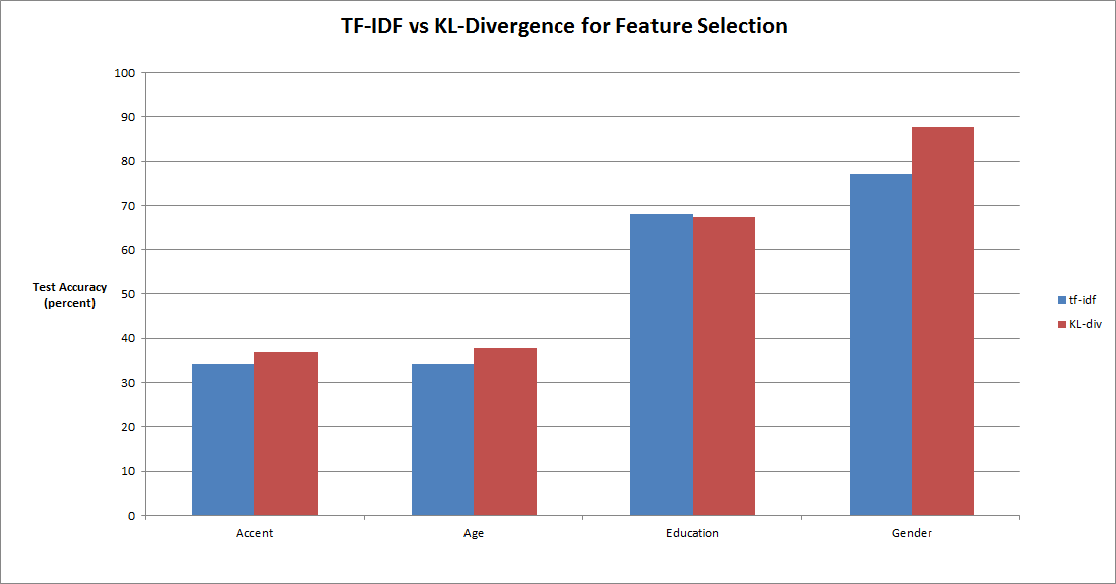 TF-IDF vs KL-Divergence for Feature Selection
100
90
80
70
60
50
40
30
20
10
0
Test Accuracy
(percent)
Accent
Age
Education
Gender
tf-idf
KL-div